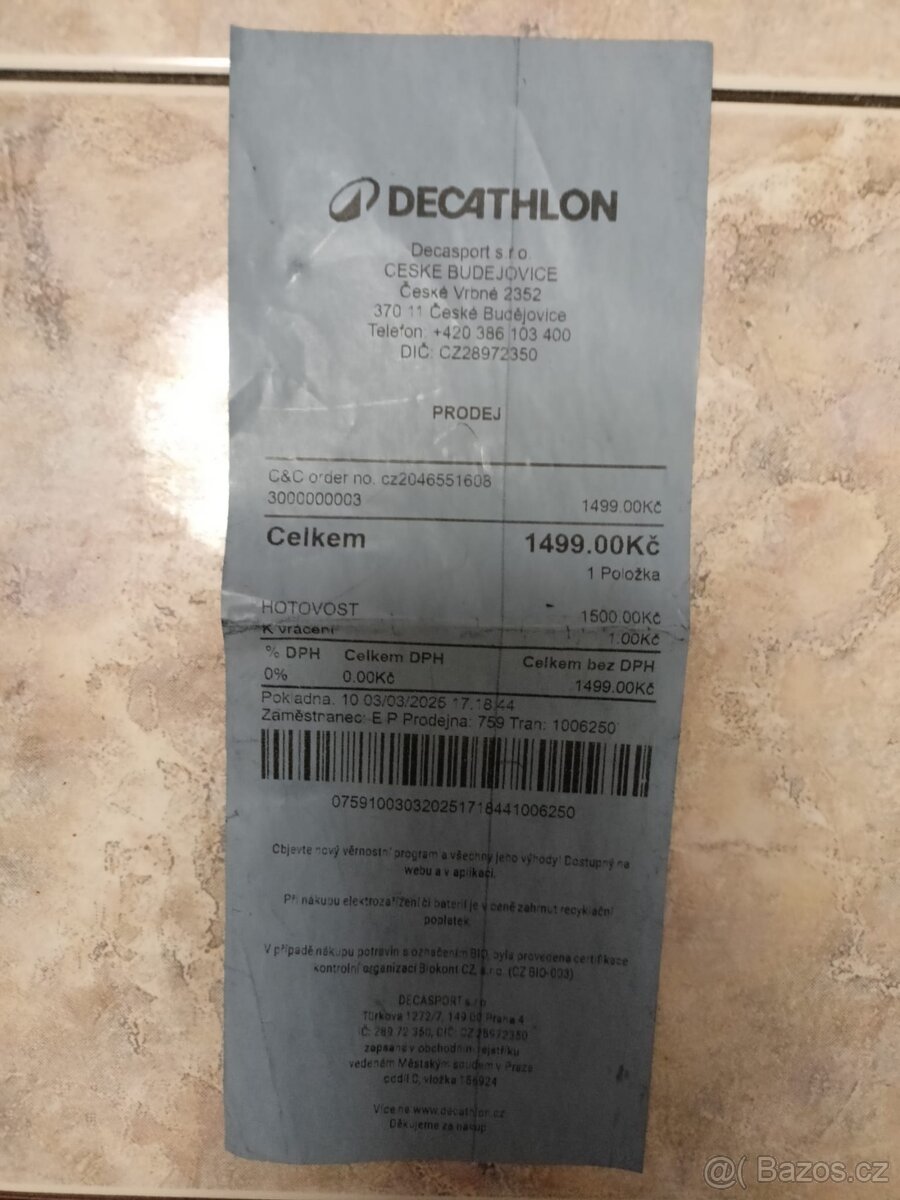 DECATHLON
Decasport s.r.o.
CESKE BUDEJOVICE
České Vrbné 2352
370 11 České Budějovice
Telefon: +420 386 103 400
DIČ: CZ28972350
PRODEJ
C&C order no. cz2046551608
3000000003 1499.00Kč
Celkem 1499.00Kč
1 Položka
HOTOVOST 1500.00Kč
K vrácení 1.00Kč
% DPH Celkem DPH Celkem bez DPH
0% 0.00Kč 1499.00Kč
Pokladna: 10 03/03/2025 17:18:44
Zaměstnanec: E P Prodejna: 759 Tran: 1006250
075910030320251718441006250
Objevte nový věrnostní program a všechny jeho výhody! Dostupný na
webu a v aplikaci.
Při nákupu elektrozařízení či baterií je v ceně zahrnut recyklační
poplatek.
V případě nákupu potravin s označením BIO, byla provedena certifikace
kontrolní organizací Biokont CZ, s.r.o. (CZ BIO-003)
DECASPORT s.r.o.
Türkova 1272/7, 149 00 Praha 4
IČ: 289 72 350, DIČ: CZ 28972350
zapsaná v obchodním rejstříku
vedeném Městským soudem v Praze
oddíl C, vložka 156924
Více na www.decathlon.cz
Děkujeme za nákup
@( Bazos.cz